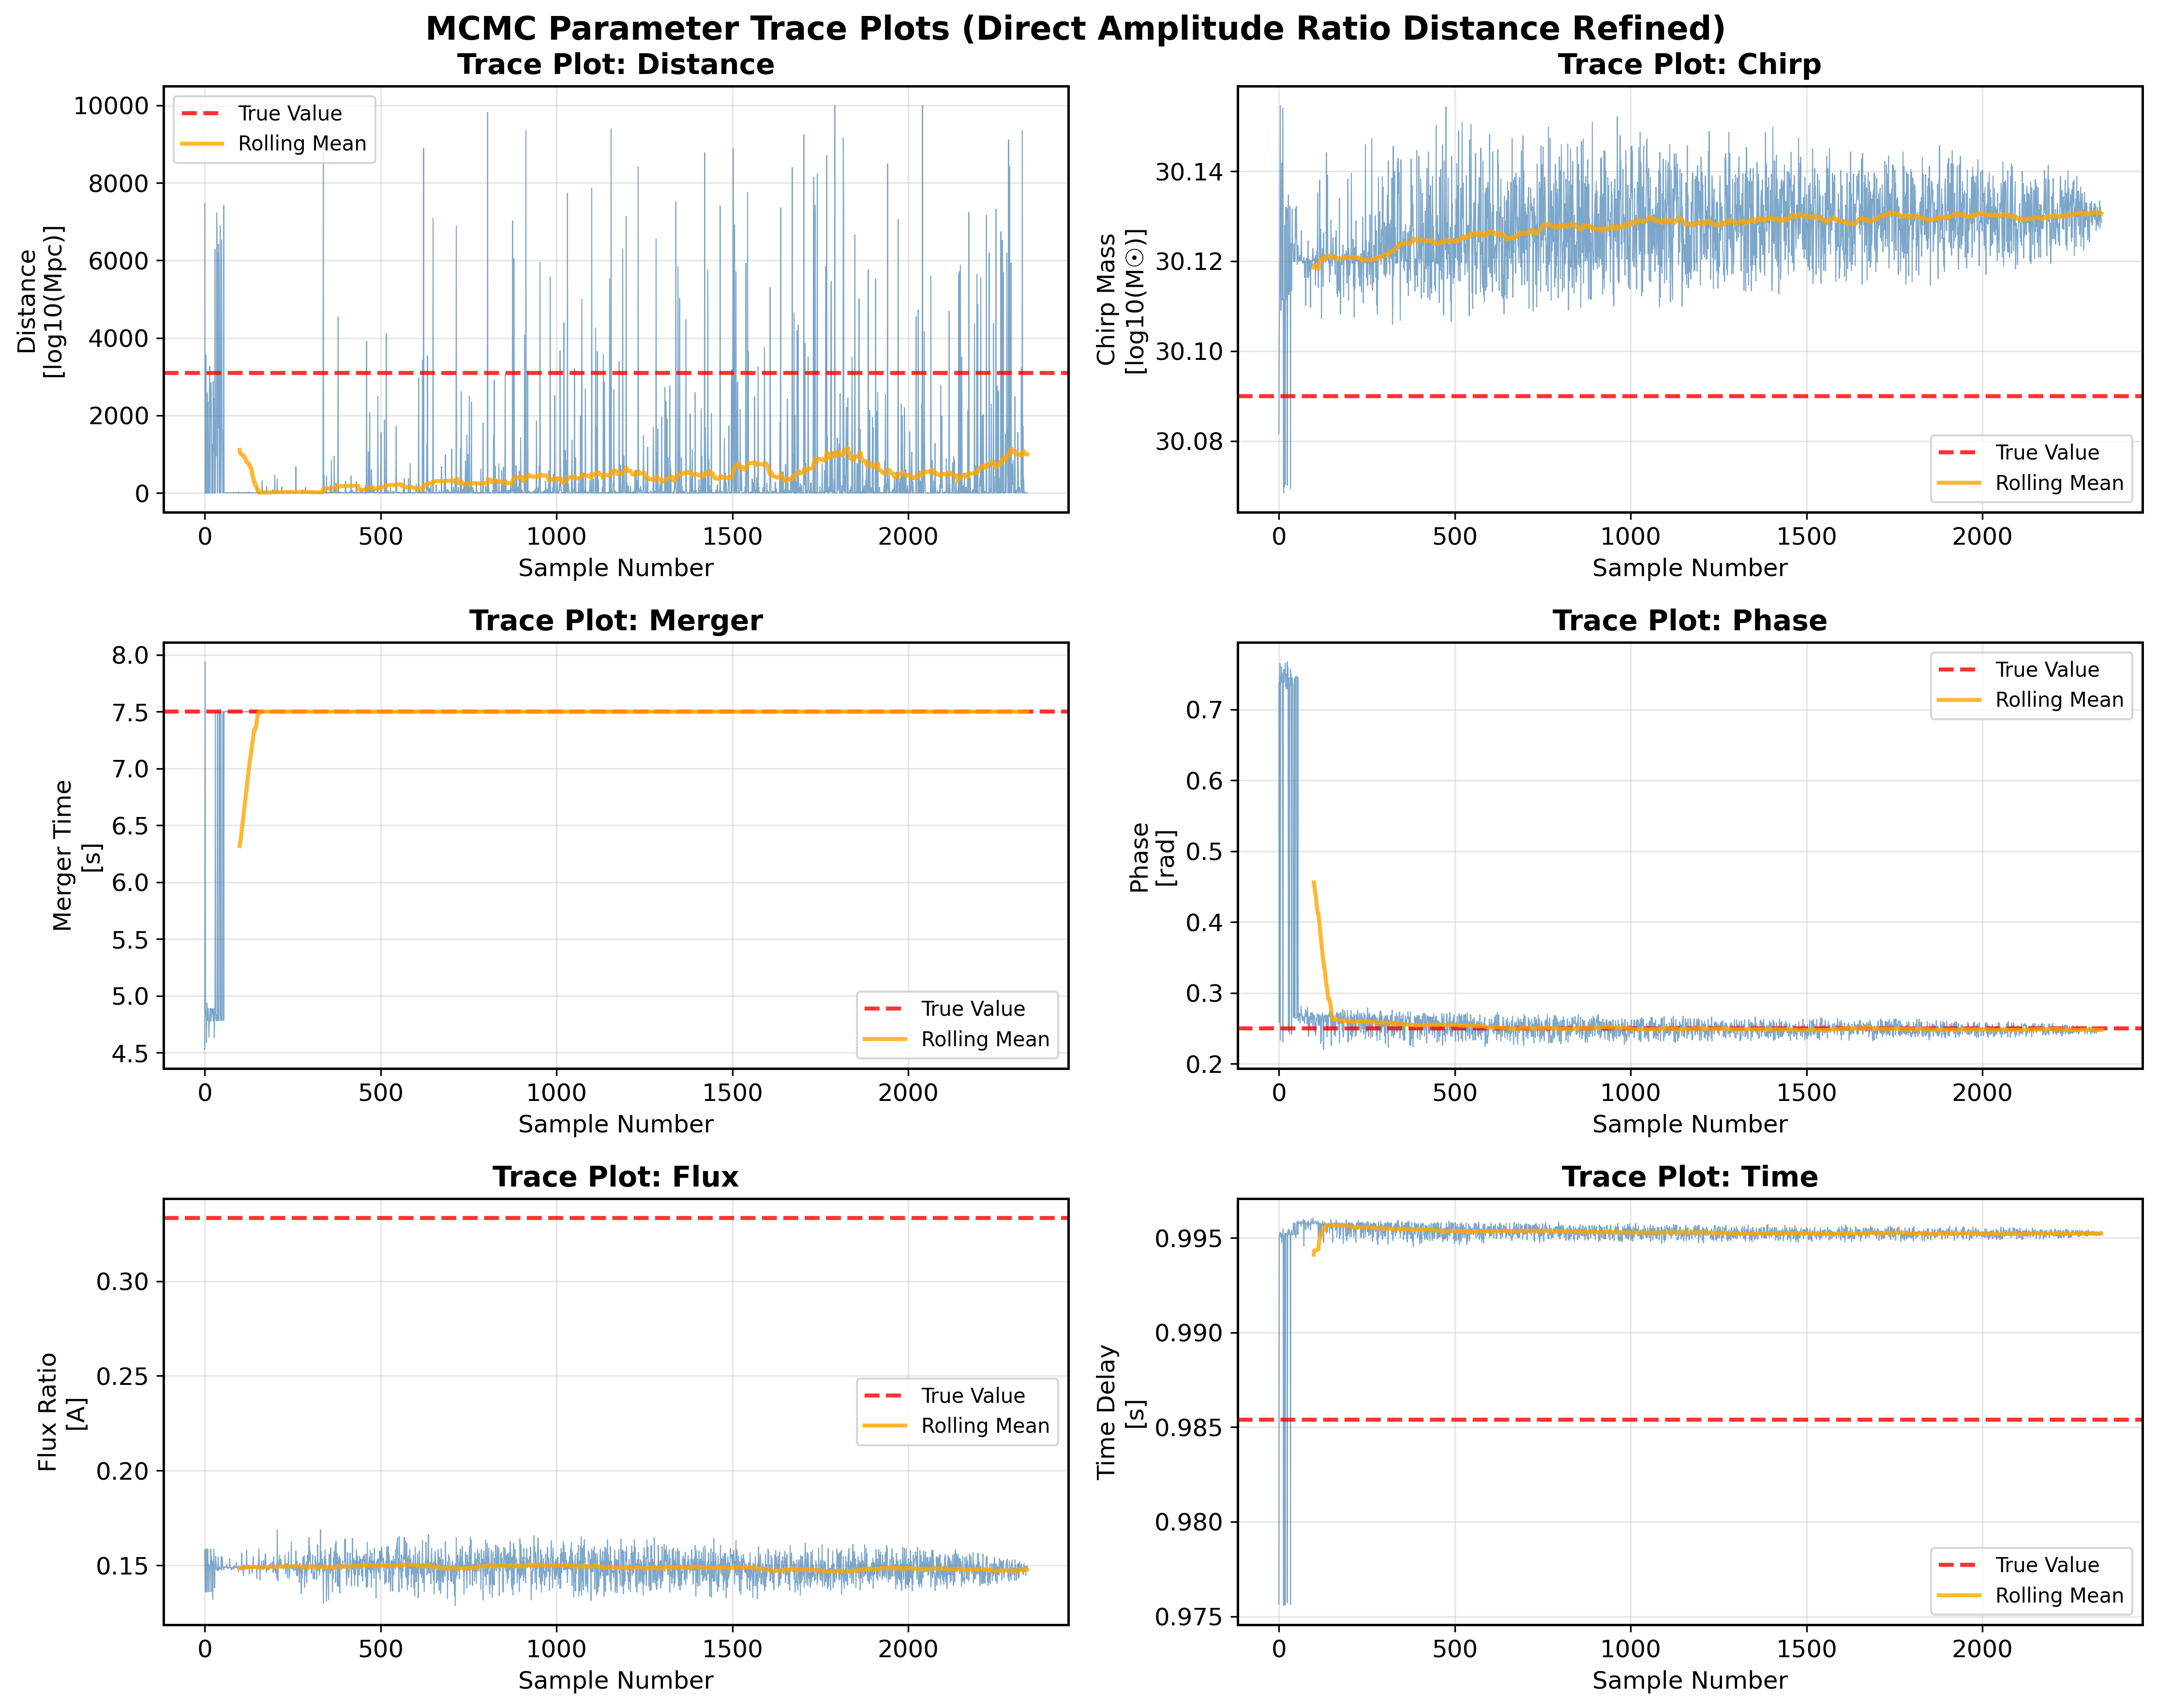 MCMC Parameter Trace Plots (Direct Amplitude Ratio Distance Refined)
Trace Plot: Distance
10000
8000
6000
4000
2000
0
Distance
[log10(Mpc)]
True Value
Rolling Mean
0 500 1000 1500 2000
Sample Number
Trace Plot: Chirp
30.14
30.12
30.10
30.08
Chirp Mass
[log10(M☉)]
True Value
Rolling Mean
0 500 1000 1500 2000
Sample Number
Trace Plot: Merger
8.0
7.5
7.0
6.5
6.0
5.5
5.0
4.5
Merger Time
[s]
True Value
Rolling Mean
0 500 1000 1500 2000
Sample Number
Trace Plot: Phase
0.7
0.6
0.5
0.4
0.3
0.2
Phase
[rad]
True Value
Rolling Mean
0 500 1000 1500 2000
Sample Number
Trace Plot: Flux
0.30
0.25
0.20
0.15
Flux Ratio
[A]
True Value
Rolling Mean
0 500 1000 1500 2000
Sample Number
Trace Plot: Time
0.995
0.990
0.985
0.980
0.975
Time Delay
[s]
True Value
Rolling Mean
0 500 1000 1500 2000
Sample Number